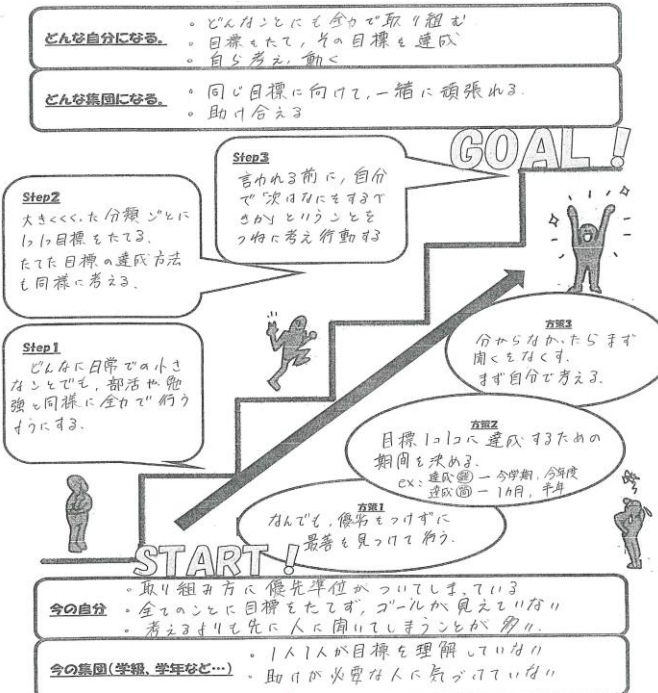 どんな自分になる。
・どんなことにも全力で取り組む
・目標をたて，その目標を達成
・自ら考え，動く
どんな集団になる。
・同じ目標に向けて，一緒に頑張れる.
・助け合える
GOAL !
Step3
言われる前に，自分
で「次はなにをするべ
きか」ということを
つねに考え行動する
Step2
大きくくくった分類ごとに
1つ1つ目標をたてる.
たてた目標の達成方法
も同様に考える.
Step1
どんなに日常での小さ
なことでも，部活や勉
強と同様に全力で行う
ようにする.
方策3
分からなかったらまず
聞くをなくす.
まず自分で考える.
方策2
目標1コ1コに達成するための
期間を決める.
ex: 達成 難 — 今学期，今年度
達成 簡 — 1カ月，半年
方策1
なんでも，優劣をつけずに
最善を見つけて行う.
START !
今の自分
・取り組み方に優先準位がついてしまっている
・全てのことに目標をたてず，ゴールが見えていない
・考えるよりも先に人に聞いてしまうことが多い.
今の集団(学級、学年など…)
・1人1人が目標を理解していない
・助けが必要な人に気づけていない